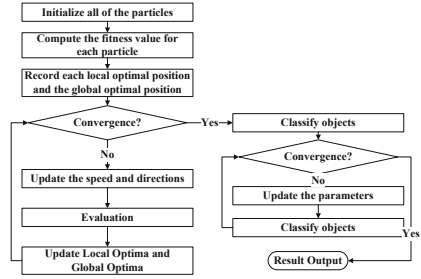 Initialize all of the particles
Compute the fitness value for
each particle
Record each local optimal position
and the global optimal position
Convergence?
Yes
No
Update the speed and directions
Evaluation
Update Local Optima and
Global Optima
Classify objects
Convergence?
No
Update the parameters
Classify objects
Yes
Result Output